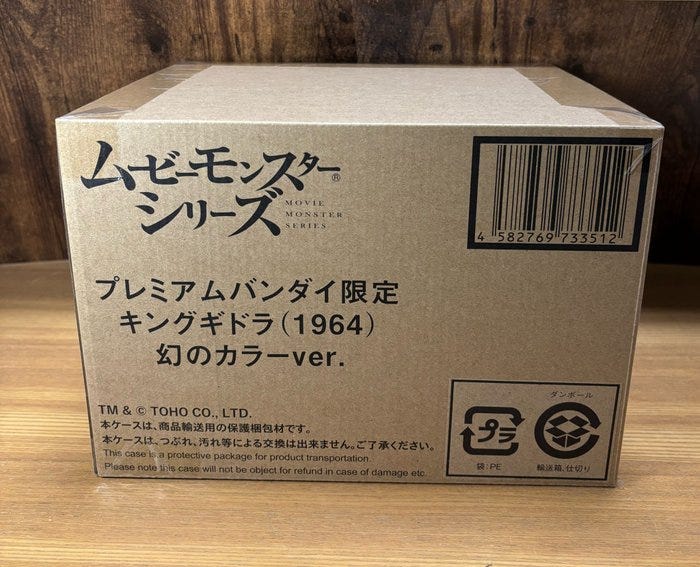 ムゼーモンスター®
シリーズ
MOVIE
MONSTER
SERIES
4 582769 733512
プレミアムバンダイ限定
キングギドラ(1964)
幻のカラーver.
TM & © TOHO CO., LTD.
本ケースは、商品輸送用の保護梱包材です。
本ケースは、つぶれ、汚れ等による交換は出来ません。ご了承ください。
This case is a protective package for product transportation.
Please note this case will not be object for refund in case of damage etc.
プラ
袋:PE
ダンボール
輸送箱、仕切り